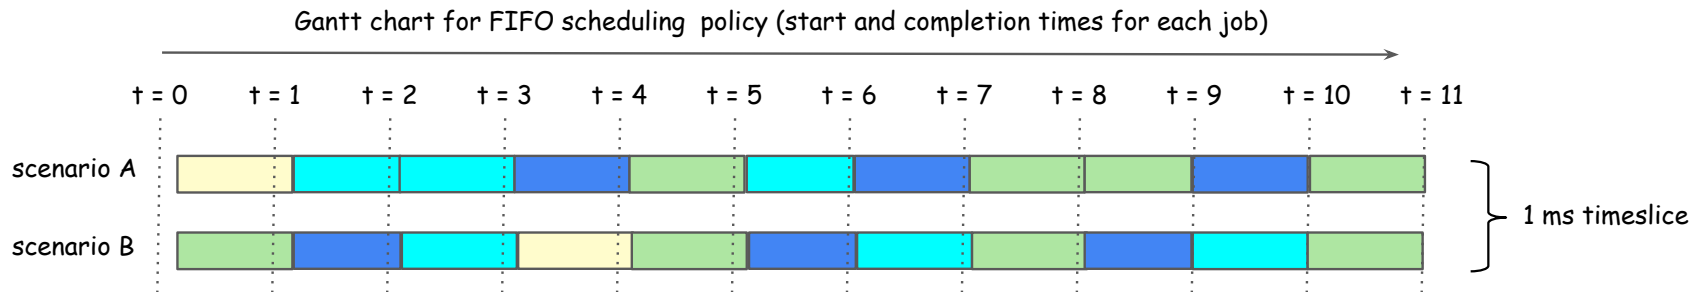 Gantt chart for FIFO scheduling policy (start and completion times for each job)
t = 0 t = 1 t = 2 t = 3 t = 4 t = 5 t = 6 t = 7 t = 8 t = 9 t = 10 t = 11
scenario A
1 ms timeslice
scenario B